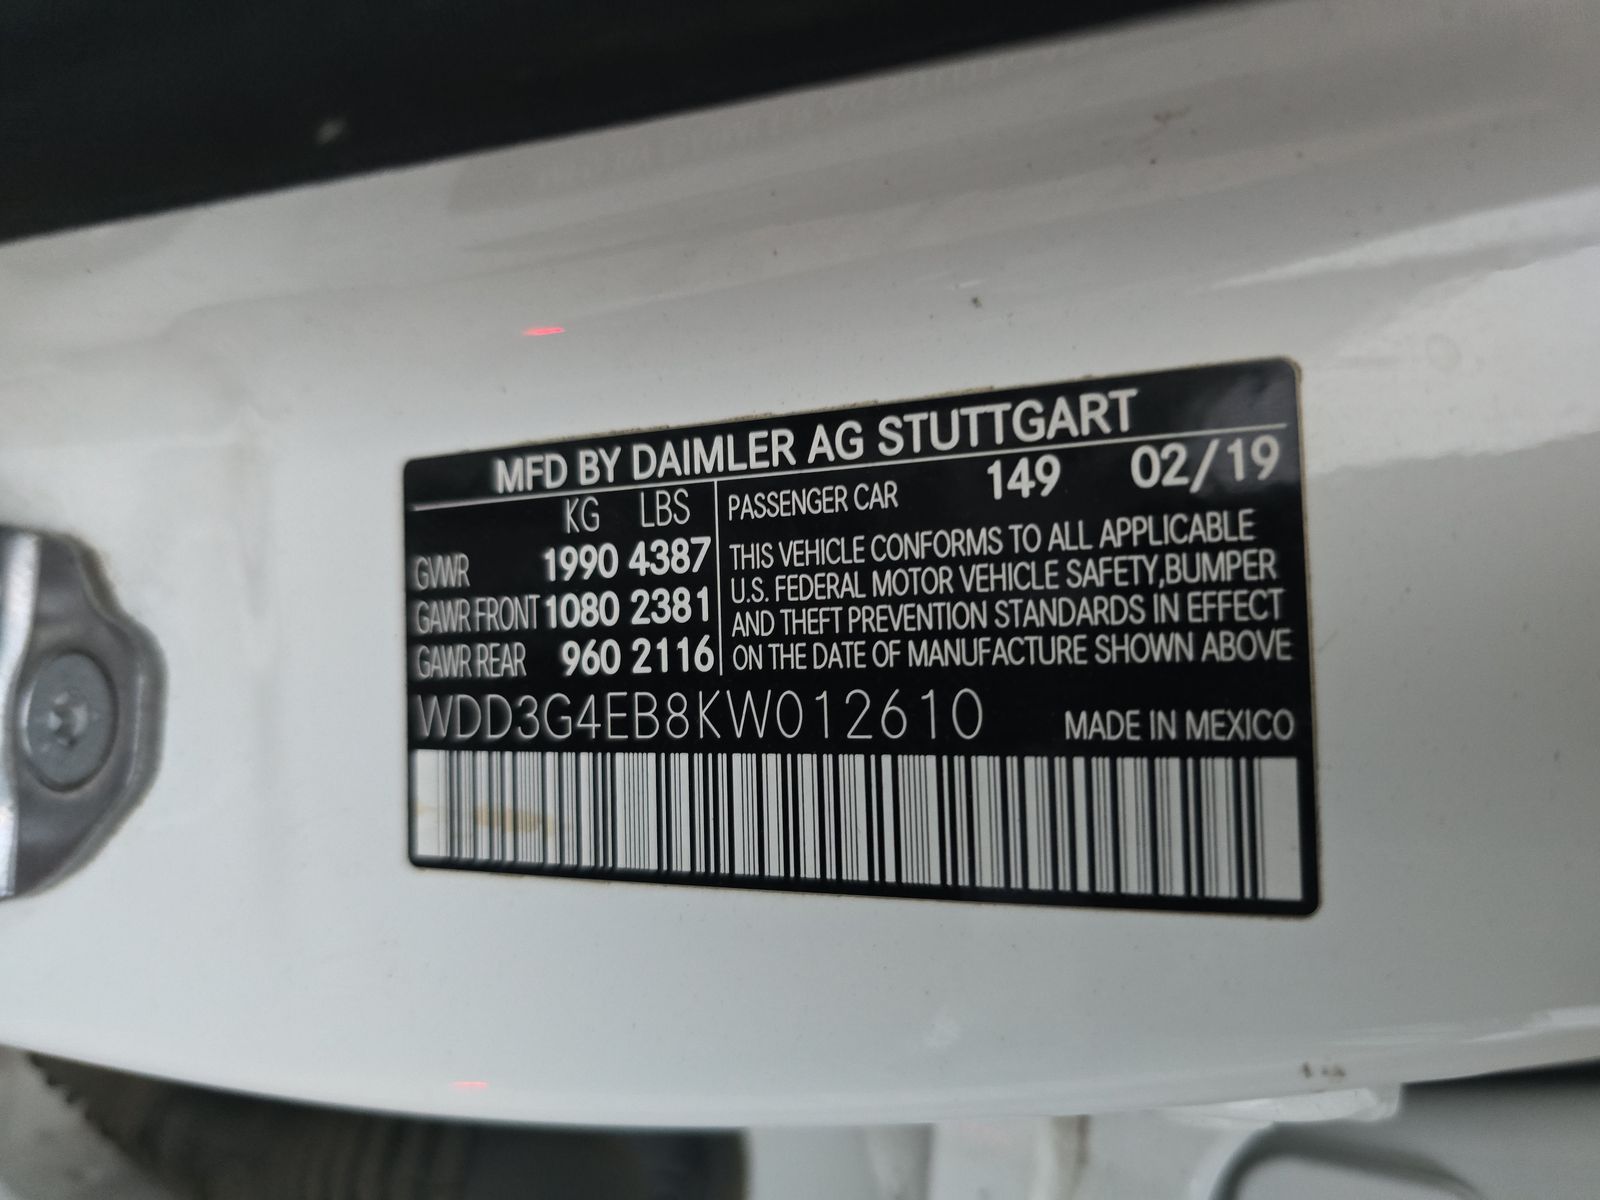 MFD BY DAIMLER AG STUTTGART
KG LBS
GVWR 1990 4387
GAWR FRONT 1080 2381
GAWR REAR 960 2116
PASSENGER CAR 149 02/19
THIS VEHICLE CONFORMS TO ALL APPLICABLE
U.S. FEDERAL MOTOR VEHICLE SAFETY,BUMPER
AND THEFT PREVENTION STANDARDS IN EFFECT
ON THE DATE OF MANUFACTURE SHOWN ABOVE
WDD3G4EB8KW012610 MADE IN MEXICO